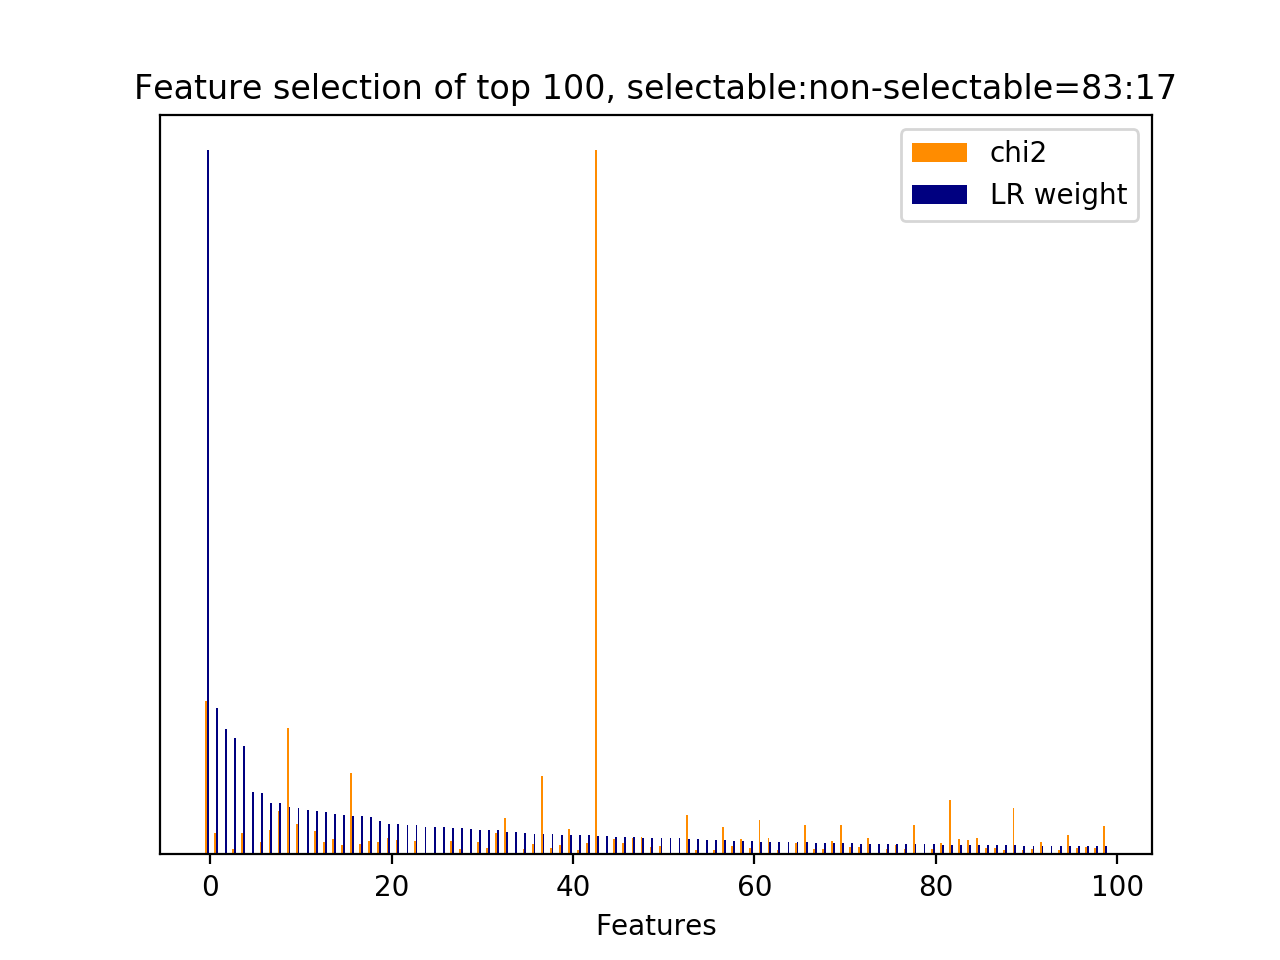 Feature selection of top 100, selectable:non-selectable=83:17
chi2
LR weight
0 20 40 60 80 100
Features